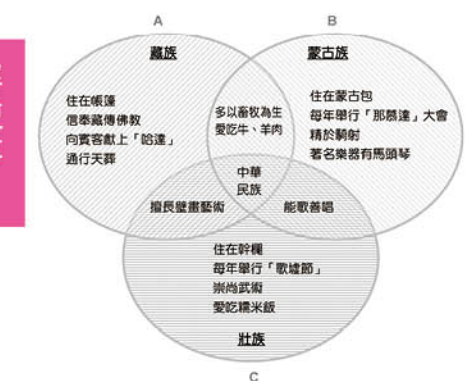 A
B
藏族
蒙古族
住在帳篷
信奉藏傳佛教
向賓客獻上「哈達」
通行天葬
多以畜牧為生
愛吃牛、羊肉
住在蒙古包
每年舉行「那慕達」大會
精於騎射
著名樂器有馬頭琴
中華
民族
擅長壁畫藝術
能歌善唱
住在幹欄
每年舉行「歌墟節」
崇尚武術
愛吃糯米飯
壯族
C